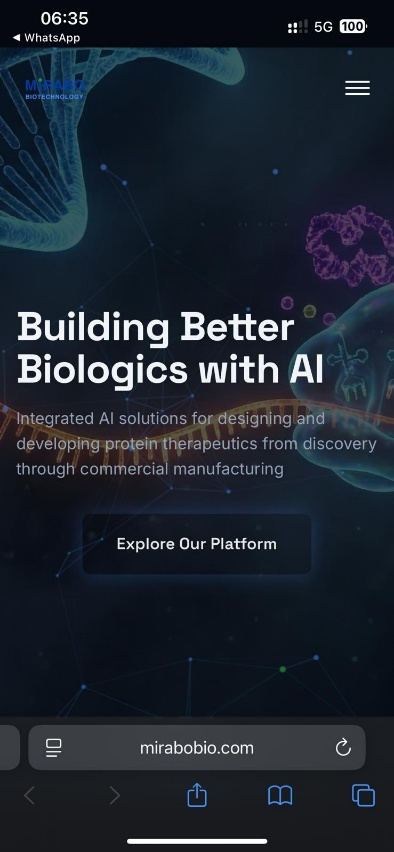 06:35
5G
100
WhatsApp
MiRABO
BIOTECHNOLOGY
Building Better
Biologics with AI
Integrated AI solutions for designing and
developing protein therapeutics from discovery
through commercial manufacturing
Explore Our Platform
mirabobio.com